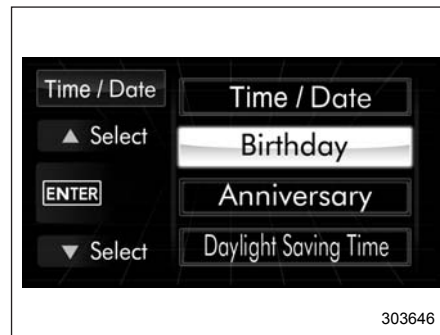 Time / Date
▲ Select
ENTER
▼ Select
Time / Date
Birthday
Anniversary
Daylight Saving Time
303646